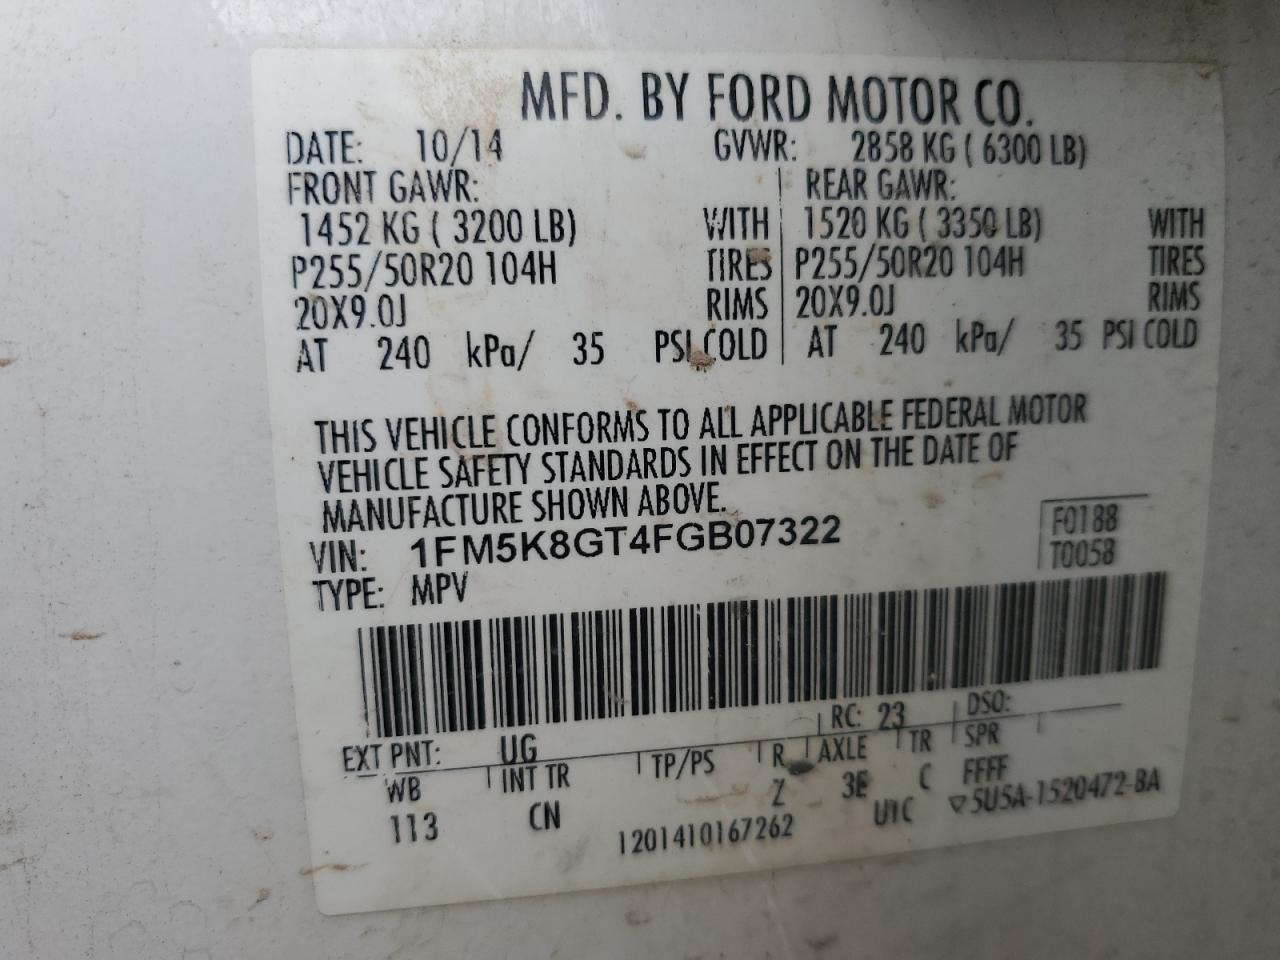 MFD. BY FORD MOTOR CO.
DATE: 10/14 GVWR: 2858 KG ( 6300 LB)
FRONT GAWR: REAR GAWR:
1452 KG ( 3200 LB) WITH 1520 KG ( 3350 LB) WITH
P255/50R20 104H TIRES P255/50R20 104H TIRES
20X9.0J RIMS 20X9.0J RIMS
AT 240 kPa/ 35 PSI COLD AT 240 kPa/ 35 PSI COLD
THIS VEHICLE CONFORMS TO ALL APPLICABLE FEDERAL MOTOR
VEHICLE SAFETY STANDARDS IN EFFECT ON THE DATE OF
MANUFACTURE SHOWN ABOVE.
VIN: 1FM5K8GT4FGB07322 F0188
TYPE: MPV T0058
EXT PNT: UG RC: 23 DSO:
WB INT TR TP/PS R AXLE TR SPR
113 CN Z 3E C FFFF
1201410167262 UTC ▽5U5A-1520472-BA